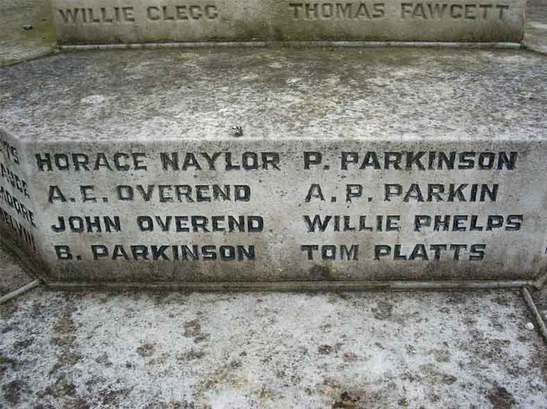 WILLIE CLEGG THOMAS FAWCETT
HORACE NAYLOR P. PARKINSON
A.E. OVEREND A.P. PARKIN
JOHN OVEREND WILLIE PHELPS
B. PARKINSON TOM PLATTS